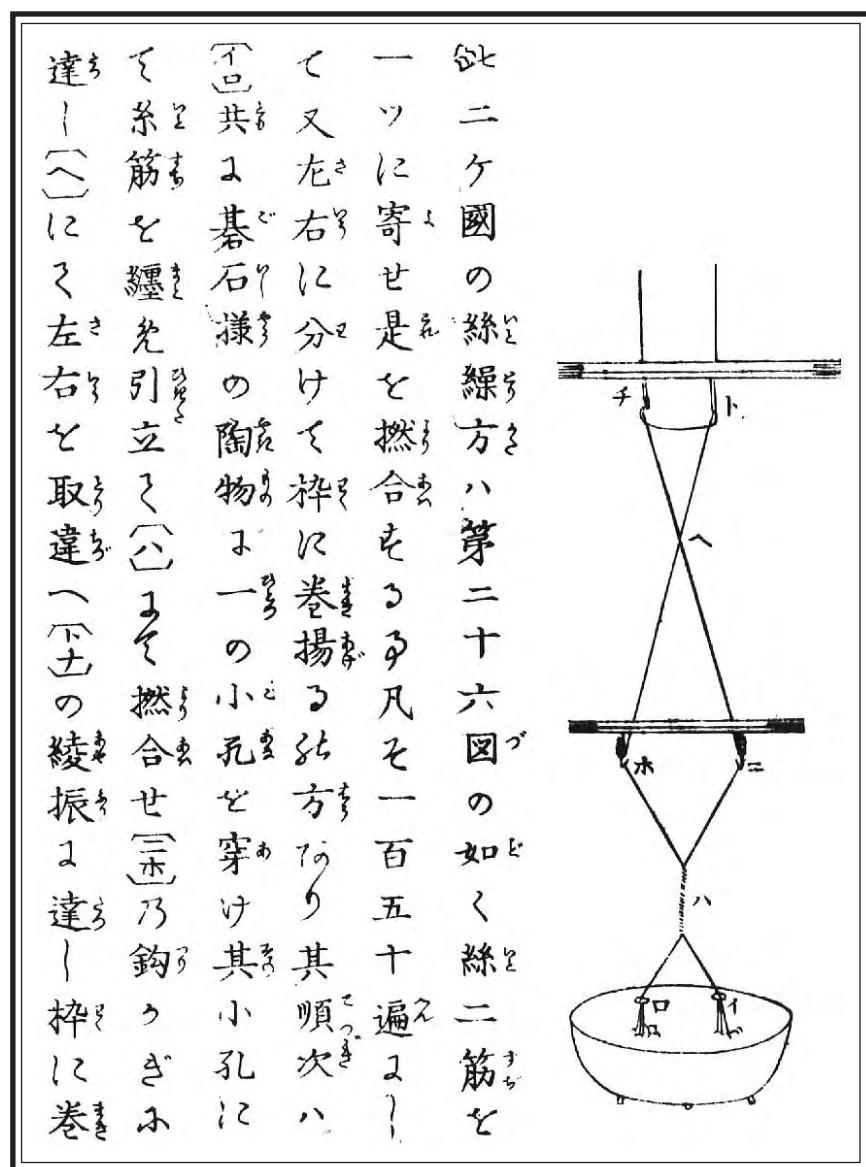 チ ト
ヘ
ホ ニ
ハ
ロ イ
此二ケ國の絲繰方ハ第二十六図の如く絲二筋を
一ツに寄せ是を撚合する事凡そ一百五十遍にし
て又左右に分けて枠に巻揚る仕方なり其順次ハ
〔イロ〕共に碁石様の陶物に一の小孔を穿け其小孔に
て糸筋を纏め引立て〔ハ〕にて撚合せ〔ニホ〕乃鈎かぎに
達し〔ヘ〕にて左右を取違へ〔トチ〕の綾振に達し枠に巻